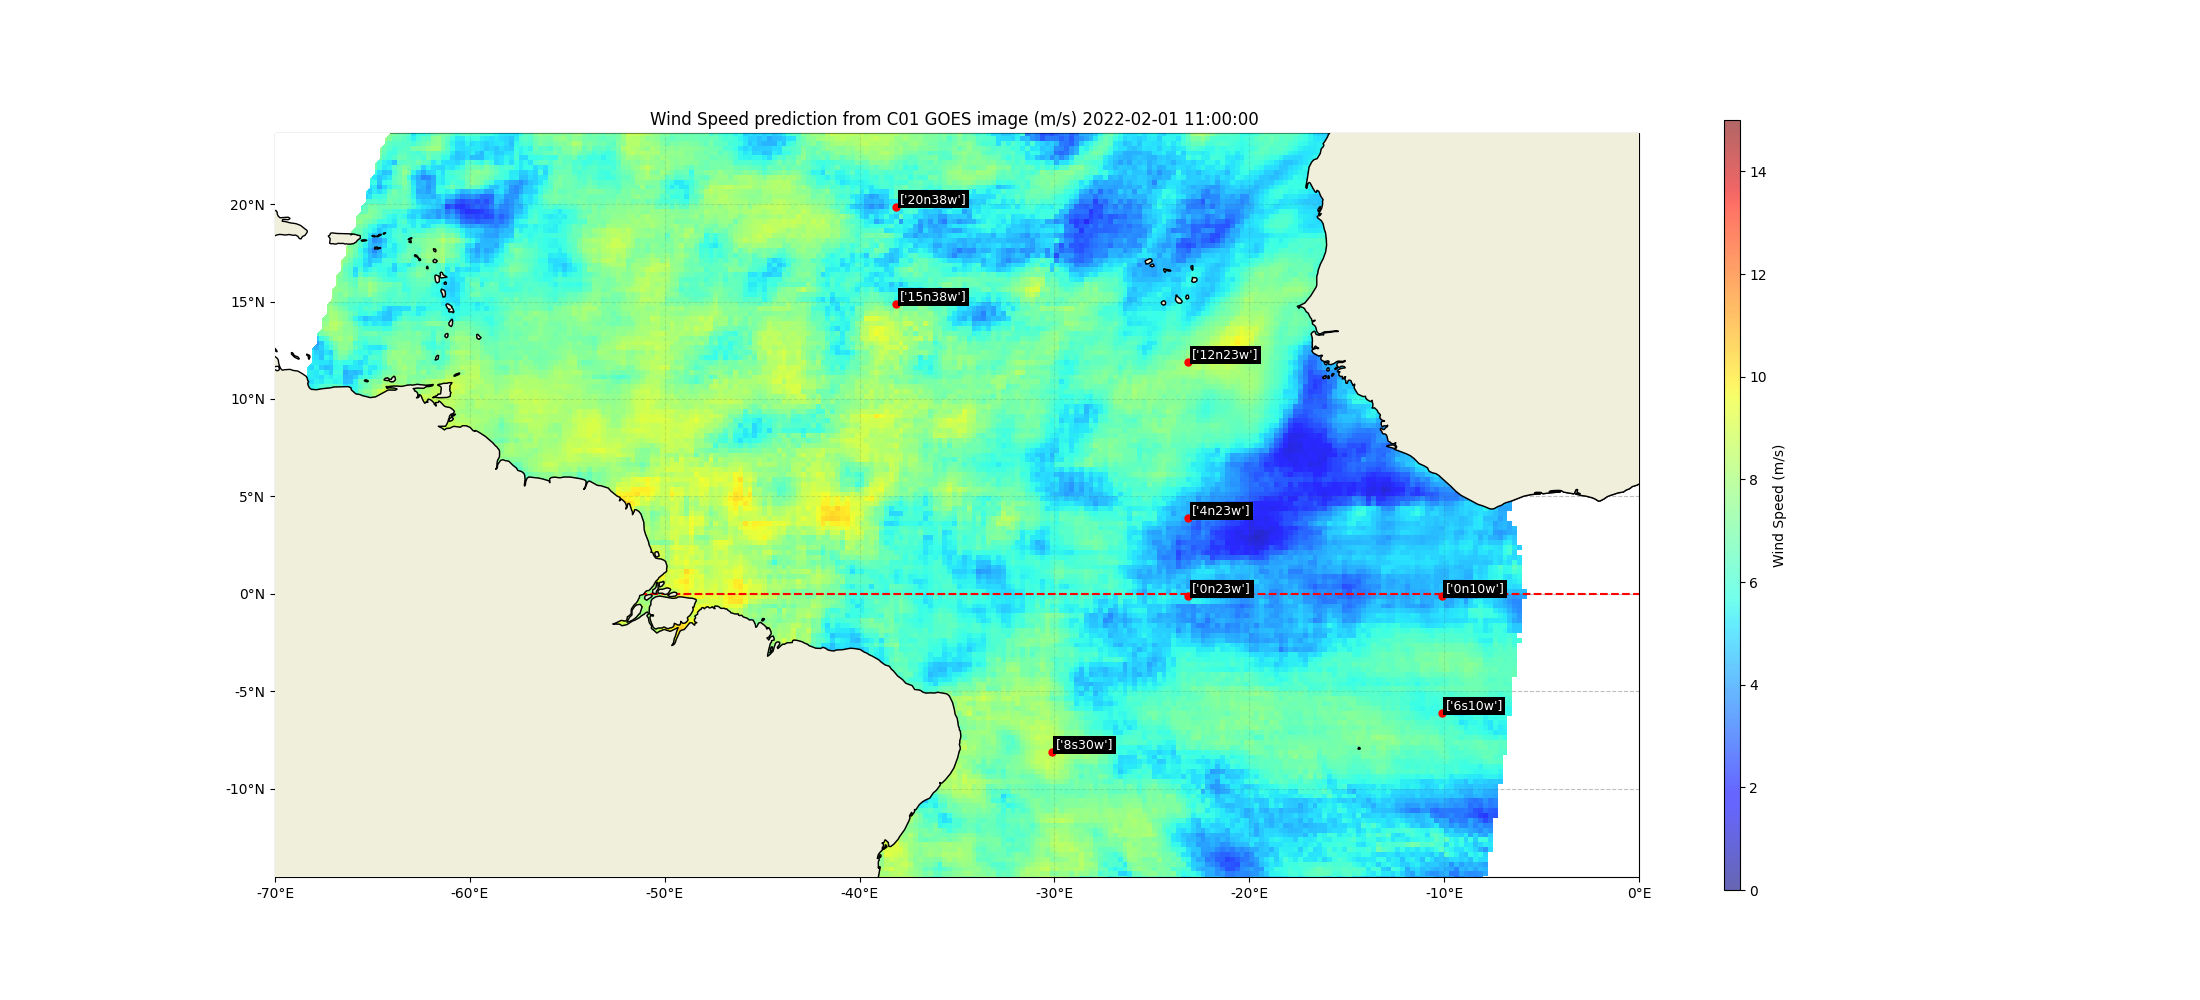 Wind Speed prediction from C01 GOES image (m/s) 2022-02-01 11:00:00
14
20°N
['20n38w']
12
15°N
['15n38w']
['12n23w']
10
10°N
Wind Speed (m/s)
8
5°N
['4n23w']
6
0°N
['0n23w']
['0n10w']
-5°N
4
['6s10w']
['8s30w']
-10°N
2
0
-70°E
-60°E
-50°E
-40°E
-30°E
-20°E
-10°E
0°E